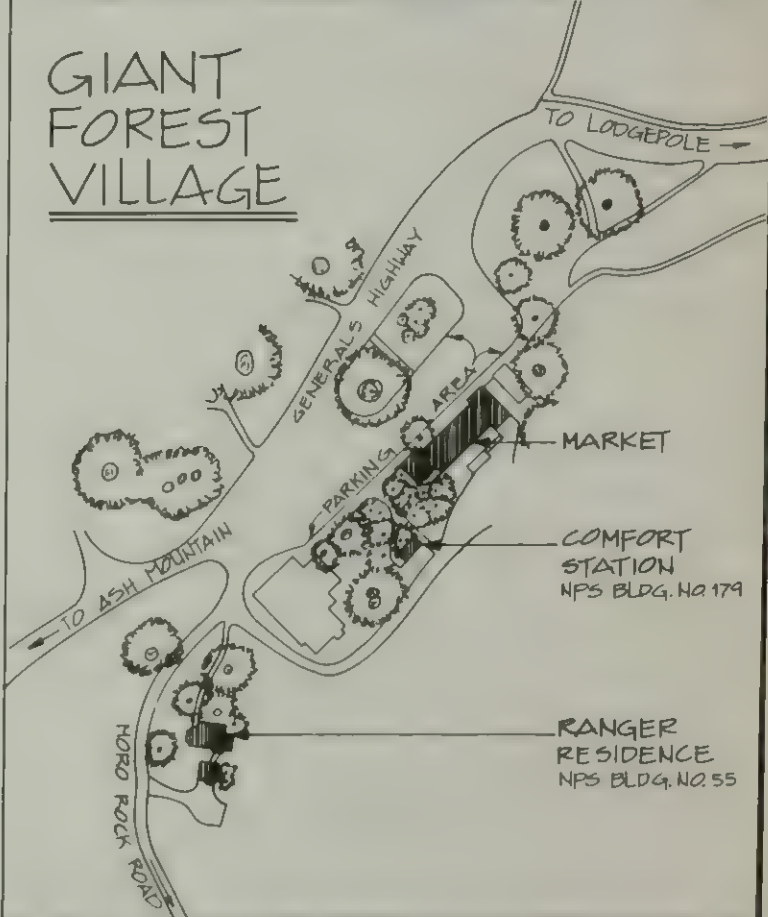 GIANT
FOREST
VILLAGE
TO LODGEPOLE
GENERALS HIGHWAY
PARKING AREA
MARKET
COMFORT
STATION
NPS BLDG. NO. 179
TO ASH MOUNTAIN
RANGER
RESIDENCE
NPS BLDG. NO. 55
MORO ROCK ROAD